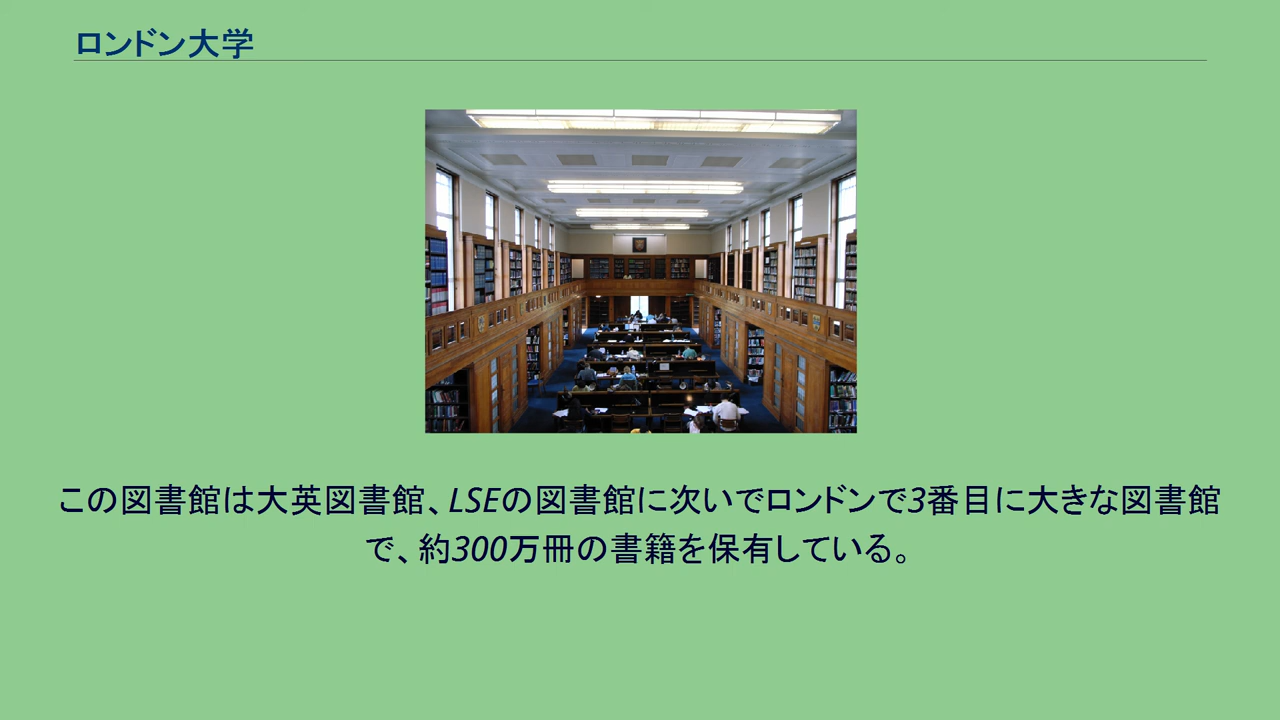 ロンドン大学
この図書館は大英図書館、LSEの図書館に次いでロンドンで3番目に大きな図書館
で、約300万冊の書籍を保有している。